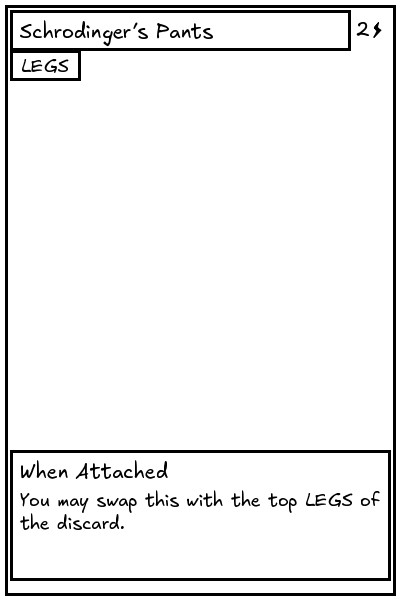 Schrodinger's Pants
2⚡
LEGS
When Attached
You may swap this with the top LEGS of
the discard.